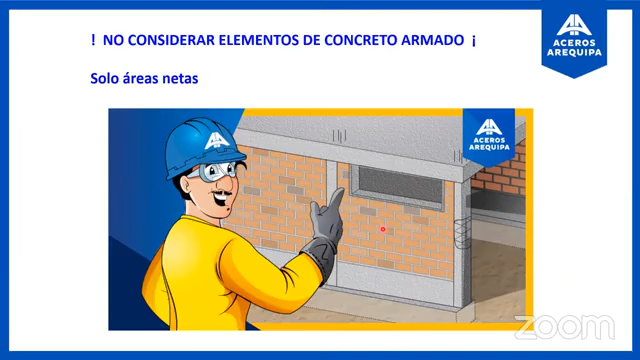 ! NO CONSIDERAR ELEMENTOS DE CONCRETO ARMADO ¡
Solo áreas netas
ACEROS
AREQUIPA
ACEROS
AREQUIPA
zoom